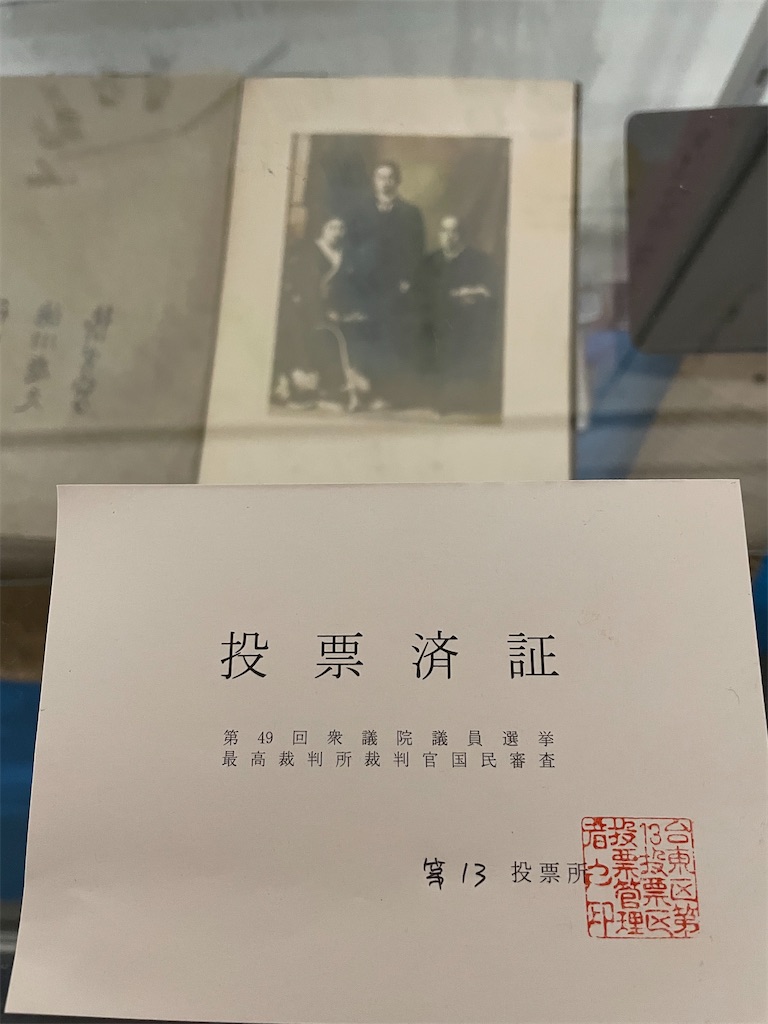 投票済証
第49回衆議院議員選挙
最高裁判所裁判官国民審査
第13投票所
台東区第
13投票区
投票管理
者之印